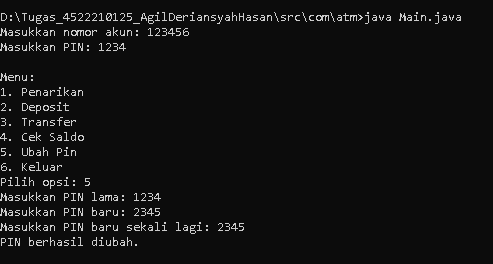 D:\Tugas_4522210125_AgilDeriansyahHasan\src\com\atm>java Main.java
Masukkan nomor akun: 123456
Masukkan PIN: 1234
Menu:
1. Penarikan
2. Deposit
3. Transfer
4. Cek Saldo
5. Ubah Pin
6. Keluar
Pilih opsi: 5
Masukkan PIN lama: 1234
Masukkan PIN baru: 2345
Masukkan PIN baru sekali lagi: 2345
PIN berhasil diubah.